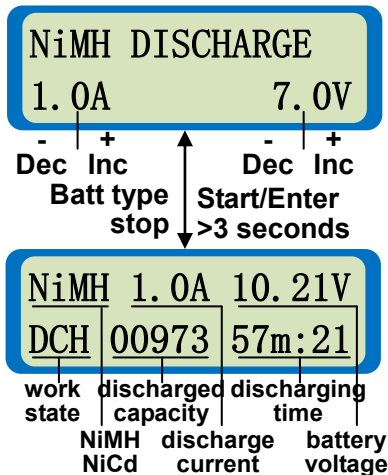 NiMH DISCHARGE
1.0A 7.0V
- + - +
Dec Inc Dec Inc
Batt type Start/Enter
stop >3 seconds
NiMH 1.0A 10.21V
DCH 00973 57m:21
work discharged discharging
state capacity time
NiMH discharge battery
NiCd current voltage